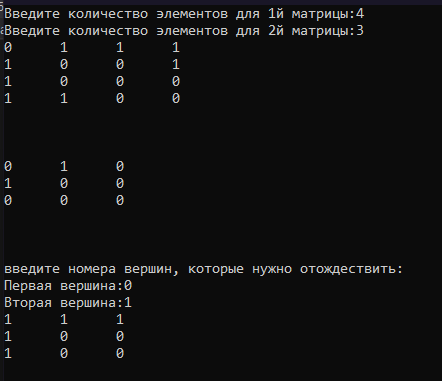 Введите количество элементов для 1й матрицы:4
Введите количество элементов для 2й матрицы:3
0 1 1 1
1 0 0 1
1 0 0 0
1 1 0 0
0 1 0
1 0 0
0 0 0
введите номера вершин, которые нужно отождествить:
Первая вершина:0
Вторая вершина:1
1 1 1
1 0 0
1 0 0